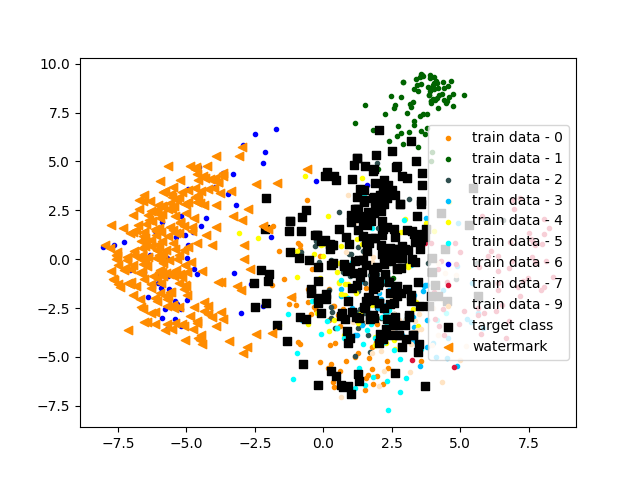 10.0
7.5
5.0
2.5
0.0
−2.5
−5.0
−7.5
−7.5
−5.0
−2.5
0.0
2.5
5.0
7.5
train data - 0
train data - 1
train data - 2
train data - 3
train data - 4
train data - 5
train data - 6
train data - 7
train data - 9
target class
watermark